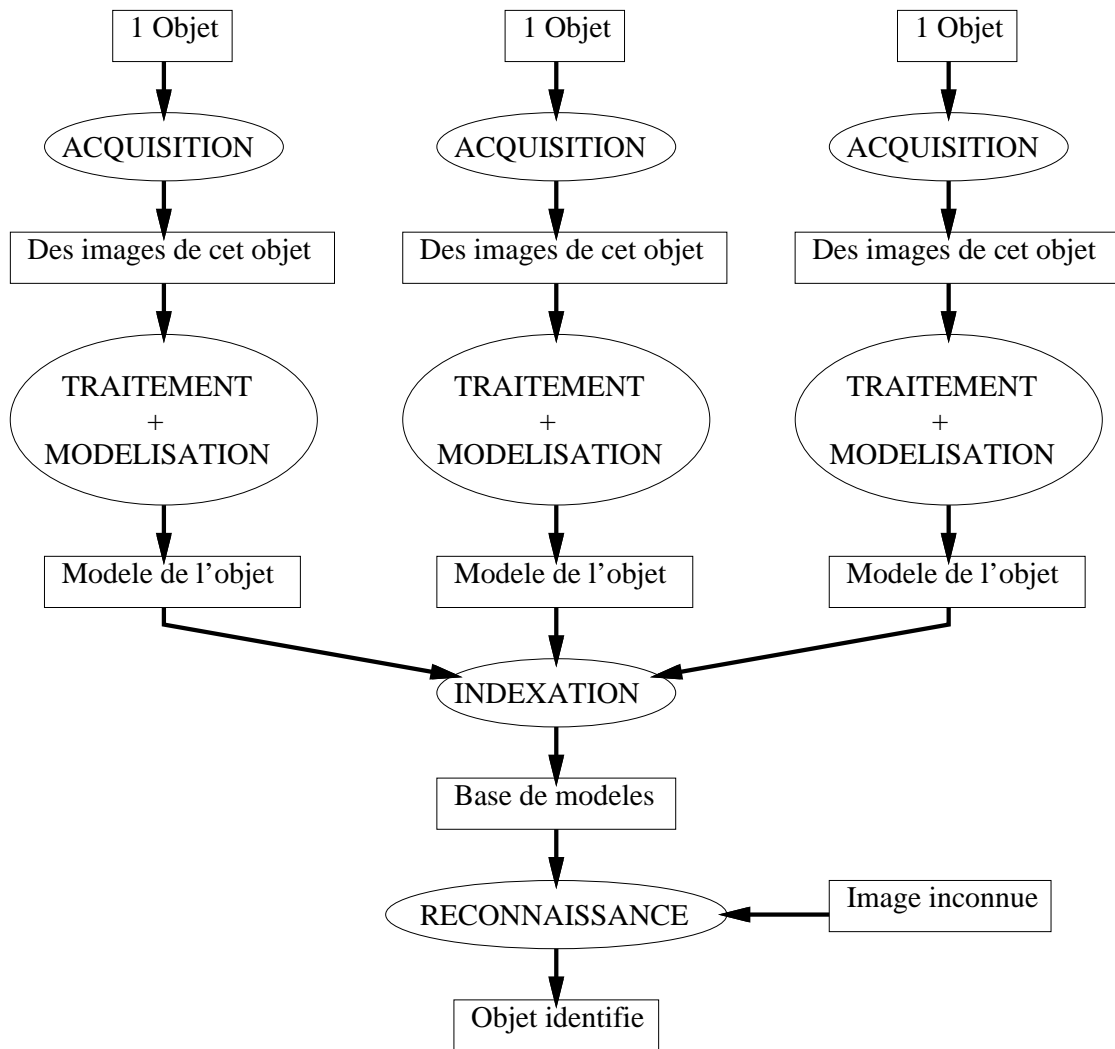 1 Objet
1 Objet
1 Objet
ACQUISITION
ACQUISITION
ACQUISITION
Des images de cet objet
Des images de cet objet
Des images de cet objet
TRAITEMENT
+
MODELISATION
TRAITEMENT
+
MODELISATION
TRAITEMENT
+
MODELISATION
Modele de l'objet
Modele de l'objet
Modele de l'objet
INDEXATION
Base de modeles
RECONNAISSANCE
Image inconnue
Objet identifie